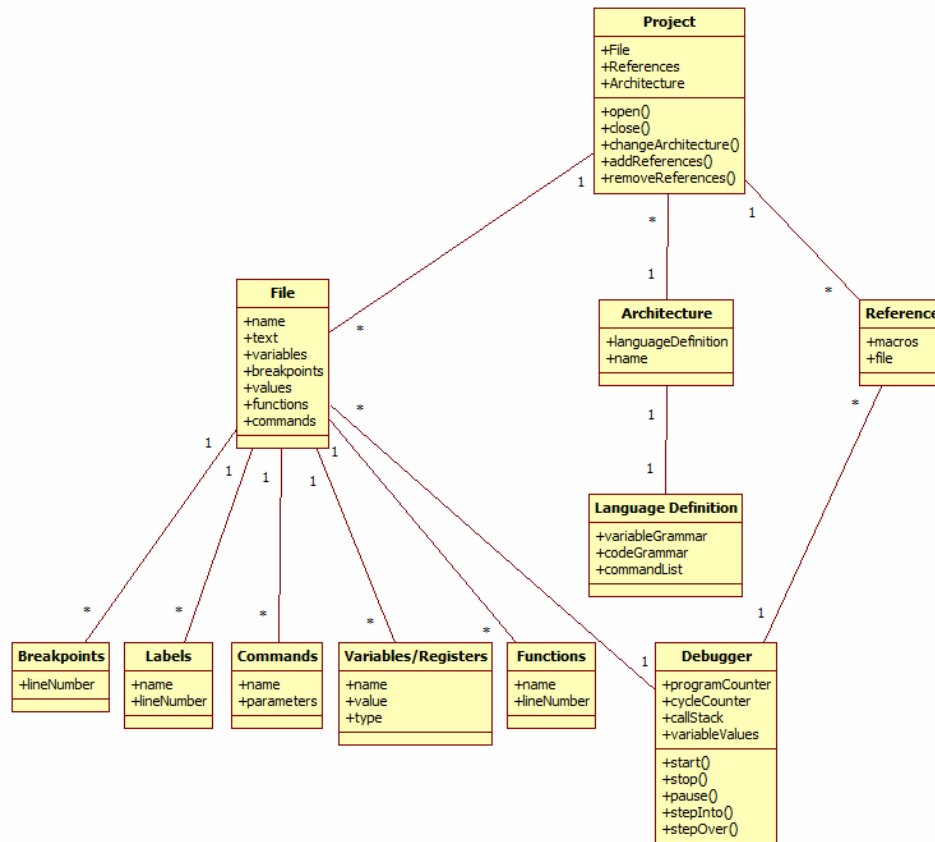 Project
+File
+References
+Architecture
+open()
+close()
+changeArchitecture()
+addReferences()
+removeReferences()
1
*
1
File
+name
+text
+variables
+breakpoints
+values
+functions
+commands
*
1
*
Architecture
+languageDefinition
+name
Reference
+macros
+file
*
*
1
1
1
1
1
1
1
Language Definition
+variableGrammar
+codeGrammar
+commandList
*
*
*
*
*
1
1
Breakpoints
+lineNumber
Labels
+name
+lineNumber
Commands
+name
+parameters
Variables/Registers
+name
+value
+type
Functions
+name
+lineNumber
Debugger
+programCounter
+cycleCounter
+callStack
+variableValues
+start()
+stop()
+pause()
+stepInto()
+stepOver()